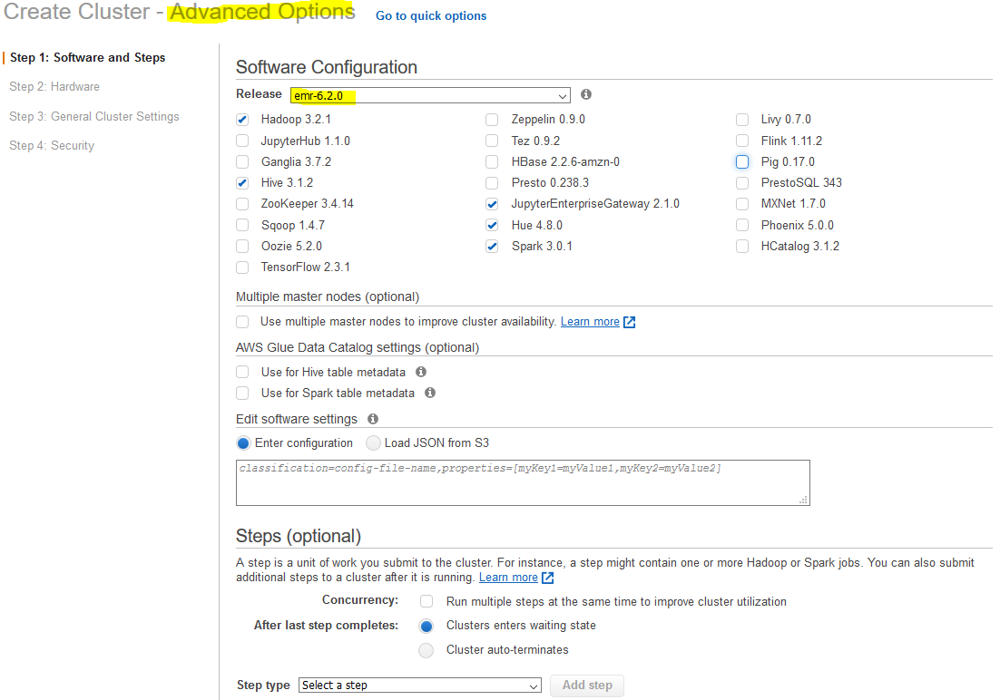 Create Cluster - Advanced Options Go to quick options
Step 1: Software and Steps
Step 2: Hardware
Step 3: General Cluster Settings
Step 4: Security
Software Configuration
Release emr-6.2.0
Hadoop 3.2.1 Zeppelin 0.9.0 Livy 0.7.0
JupyterHub 1.1.0 Tez 0.9.2 Flink 1.11.2
Ganglia 3.7.2 HBase 2.2.6-amzn-0 Pig 0.17.0
Hive 3.1.2 Presto 0.238.3 PrestoSQL 343
ZooKeeper 3.4.14 JupyterEnterpriseGateway 2.1.0 MXNet 1.7.0
Sqoop 1.4.7 Hue 4.8.0 Phoenix 5.0.0
Oozie 5.2.0 Spark 3.0.1 HCatalog 3.1.2
TensorFlow 2.3.1
Multiple master nodes (optional)
Use multiple master nodes to improve cluster availability. Learn more
AWS Glue Data Catalog settings (optional)
Use for Hive table metadata
Use for Spark table metadata
Edit software settings
Enter configuration Load JSON from S3
classification=config-file-name,properties=[myKey1=myValue1,myKey2=myValue2]
Steps (optional)
A step is a unit of work you submit to the cluster. For instance, a step might contain one or more Hadoop or Spark jobs. You can also submit
additional steps to a cluster after it is running. Learn more
Concurrency: Run multiple steps at the same time to improve cluster utilization
After last step completes: Clusters enters waiting state
Cluster auto-terminates
Step type Select a step Add step